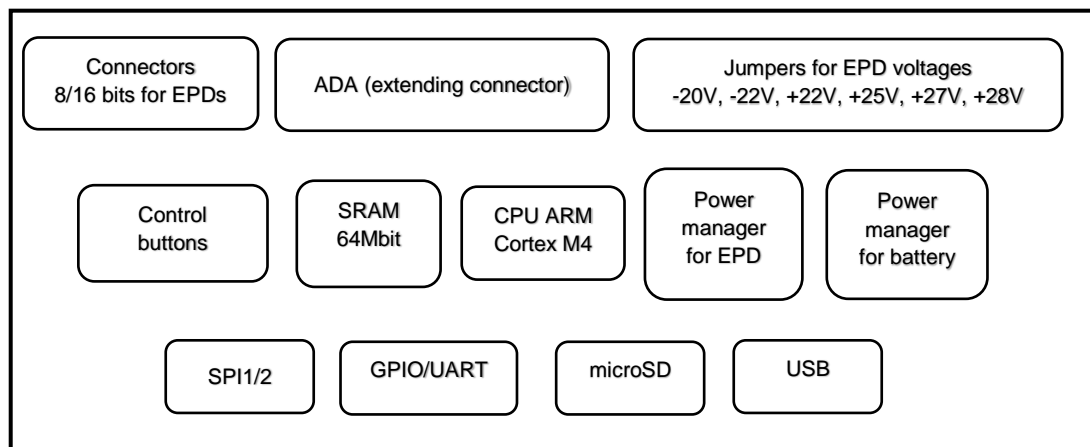 Connectors
8/16 bits for EPDs
ADA (extending connector)
Jumpers for EPD voltages
-20V, -22V, +22V, +25V, +27V, +28V
Control
buttons
SRAM
64Mbit
CPU ARM
Cortex M4
Power
manager
for EPD
Power
manager
for battery
SPI1/2
GPIO/UART
microSD
USB